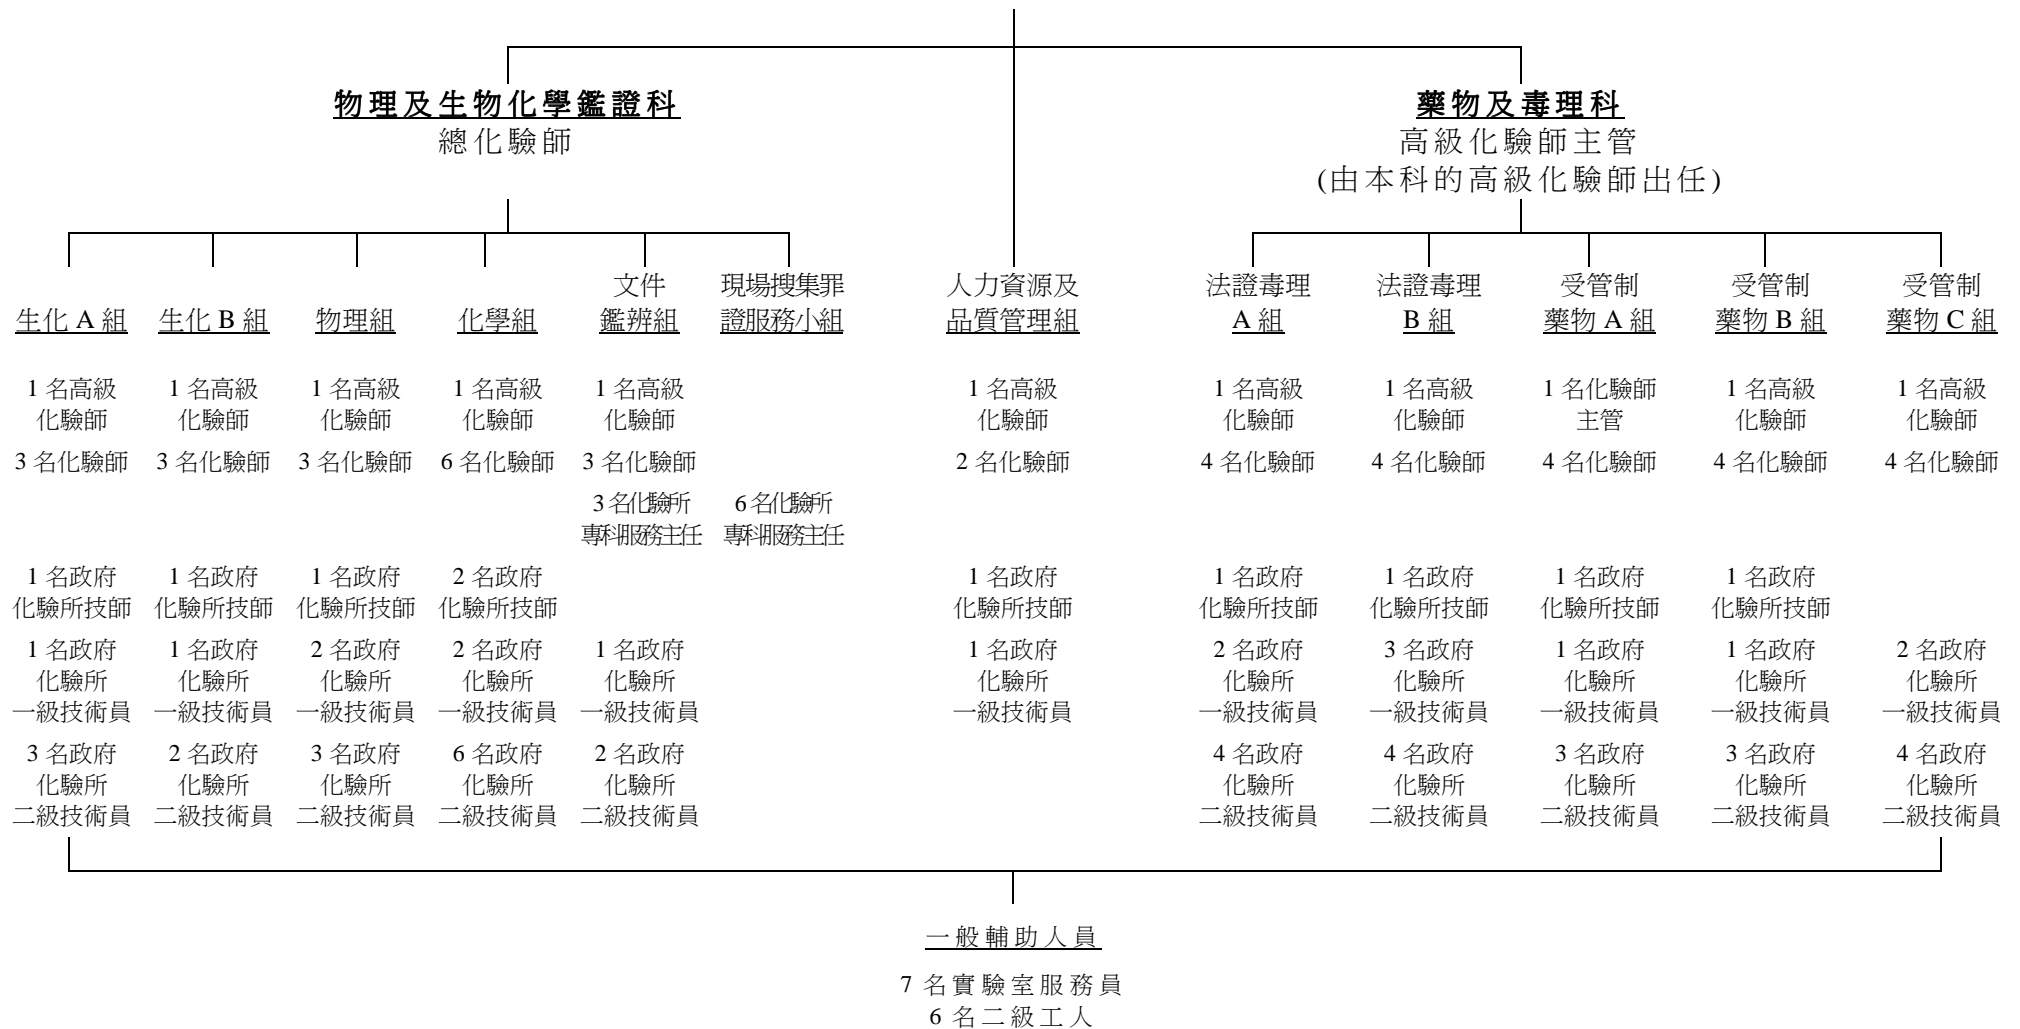 物理及生物化學鑑證科
總化驗師
藥物及毒理科
高級化驗師主管
(由本科的高級化驗師出任)
生化 A 組
生化 B 組
物理組
化學組
文件
鑑辨組
現場搜集罪
證服務小組
人力資源及
品質管理組
法證毒理
A 組
法證毒理
B 組
受管制
藥物 A 組
受管制
藥物 B 組
受管制
藥物 C 組
1 名高級
化驗師
1 名高級
化驗師
1 名高級
化驗師
1 名高級
化驗師
1 名高級
化驗師
1 名高級
化驗師
1 名高級
化驗師
1 名高級
化驗師
1 名化驗師
主管
1 名高級
化驗師
1 名高級
化驗師
3 名化驗師
3 名化驗師
3 名化驗師
6 名化驗師
3 名化驗師
2 名化驗師
4 名化驗師
4 名化驗師
4 名化驗師
4 名化驗師
4 名化驗師
3 名化驗所
專科服務主任
6 名化驗所
專科服務主任
1 名政府
化驗所技師
1 名政府
化驗所技師
1 名政府
化驗所技師
2 名政府
化驗所技師
1 名政府
化驗所技師
1 名政府
化驗所技師
1 名政府
化驗所技師
1 名政府
化驗所技師
1 名政府
化驗所技師
1 名政府
化驗所
一級技術員
1 名政府
化驗所
一級技術員
2 名政府
化驗所
一級技術員
2 名政府
化驗所
一級技術員
1 名政府
化驗所
一級技術員
1 名政府
化驗所
一級技術員
2 名政府
化驗所
一級技術員
3 名政府
化驗所
一級技術員
1 名政府
化驗所
一級技術員
1 名政府
化驗所
一級技術員
2 名政府
化驗所
一級技術員
3 名政府
化驗所
二級技術員
2 名政府
化驗所
二級技術員
3 名政府
化驗所
二級技術員
6 名政府
化驗所
二級技術員
2 名政府
化驗所
二級技術員
4 名政府
化驗所
二級技術員
4 名政府
化驗所
二級技術員
3 名政府
化驗所
二級技術員
3 名政府
化驗所
二級技術員
4 名政府
化驗所
二級技術員
一般輔助人員
7 名實驗室服務員
6 名二級工人